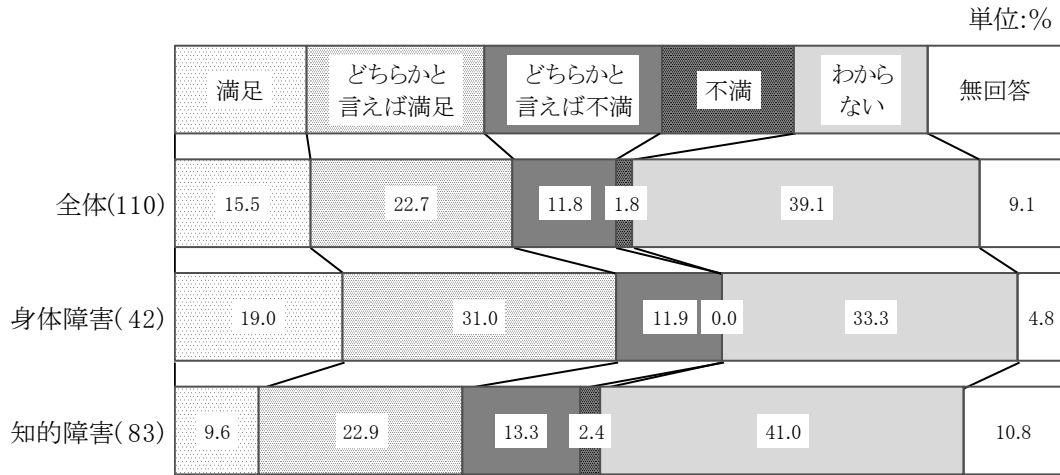 単位:%
満足
どちらかと
言えば満足
どちらかと
言えば不満
不満
わから
ない
無回答
全体(110)
15.5
22.7
11.8
1.8
39.1
9.1
身体障害( 42)
19.0
31.0
11.9
0.0
33.3
4.8
知的障害( 83)
9.6
22.9
13.3
2.4
41.0
10.8